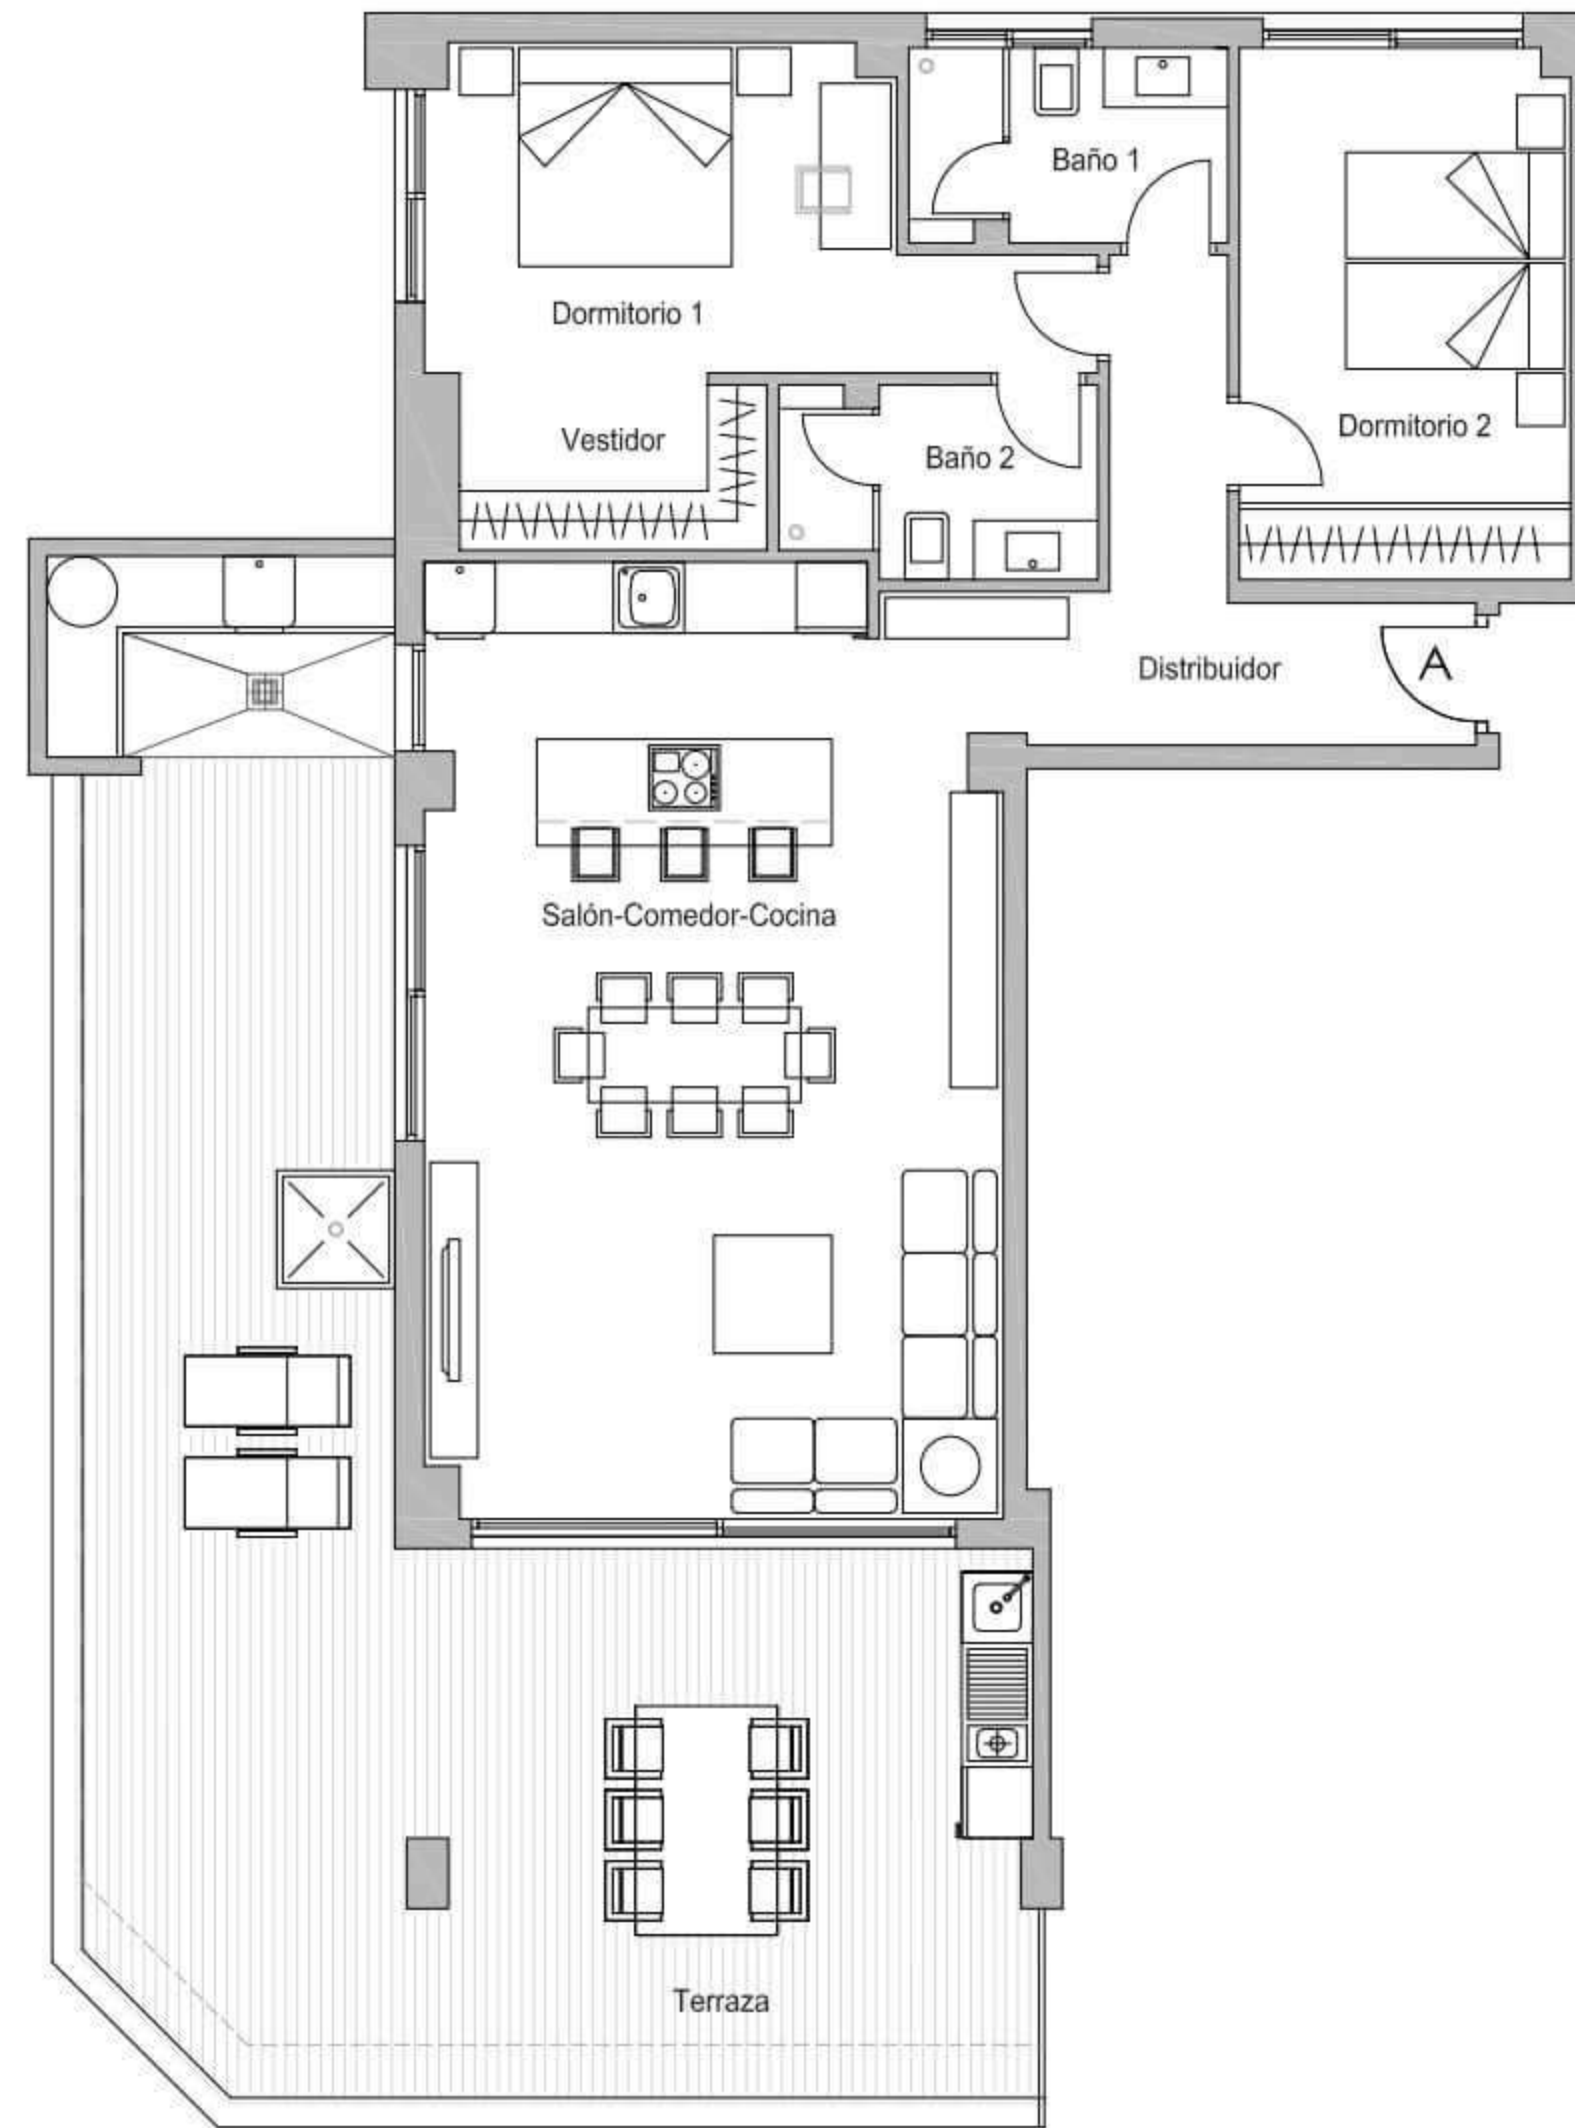 Baño 1
Dormitorio 1
Dormitorio 2
Vestidor
Baño 2
Distribuidor
A
Salón-Comedor-Cocina
Terraza